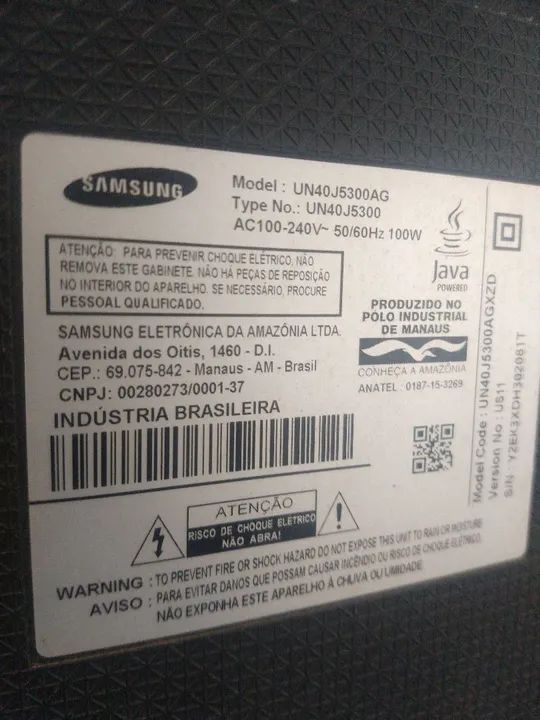 SAMSUNG
Model : UN40J5300AG
Type No.: UN40J5300
AC100-240V~ 50/60Hz 100W
ATENÇÃO: PARA PREVENIR CHOQUE ELÉTRICO, NÃO
REMOVA ESTE GABINETE. NÃO HÁ PEÇAS DE REPOSIÇÃO
NO INTERIOR DO APARELHO. SE NECESSÁRIO, PROCURE
PESSOAL QUALIFICADO.
SAMSUNG ELETRÔNICA DA AMAZÔNIA LTDA.
Avenida dos Oitis, 1460 - D.I.
CEP.: 69.075-842 - Manaus - AM - Brasil
CNPJ: 00280273/0001-37
INDÚSTRIA BRASILEIRA
Java
POWERED
PRODUZIDO NO
PÓLO INDUSTRIAL
DE MANAUS
CONHEÇA A AMAZÔNIA
ANATEL : 0187-15-3269
Model Code : UN40J5300AGXZD
Version No : US11
S/N : Y2EK3XDH302081T
ATENÇÃO
RISCO DE CHOQUE ELÉTRICO
NÃO ABRA!
WARNING : TO PREVENT FIRE OR SHOCK HAZARD DO NOT EXPOSE THIS UNIT TO RAIN OR MOISTURE
AVISO : PARA EVITAR DANOS QUE POSSAM CAUSAR INCÊNDIO OU RISCO DE CHOQUE ELÉTRICO,
NÃO EXPONHA ESTE APARELHO À CHUVA OU UMIDADE.